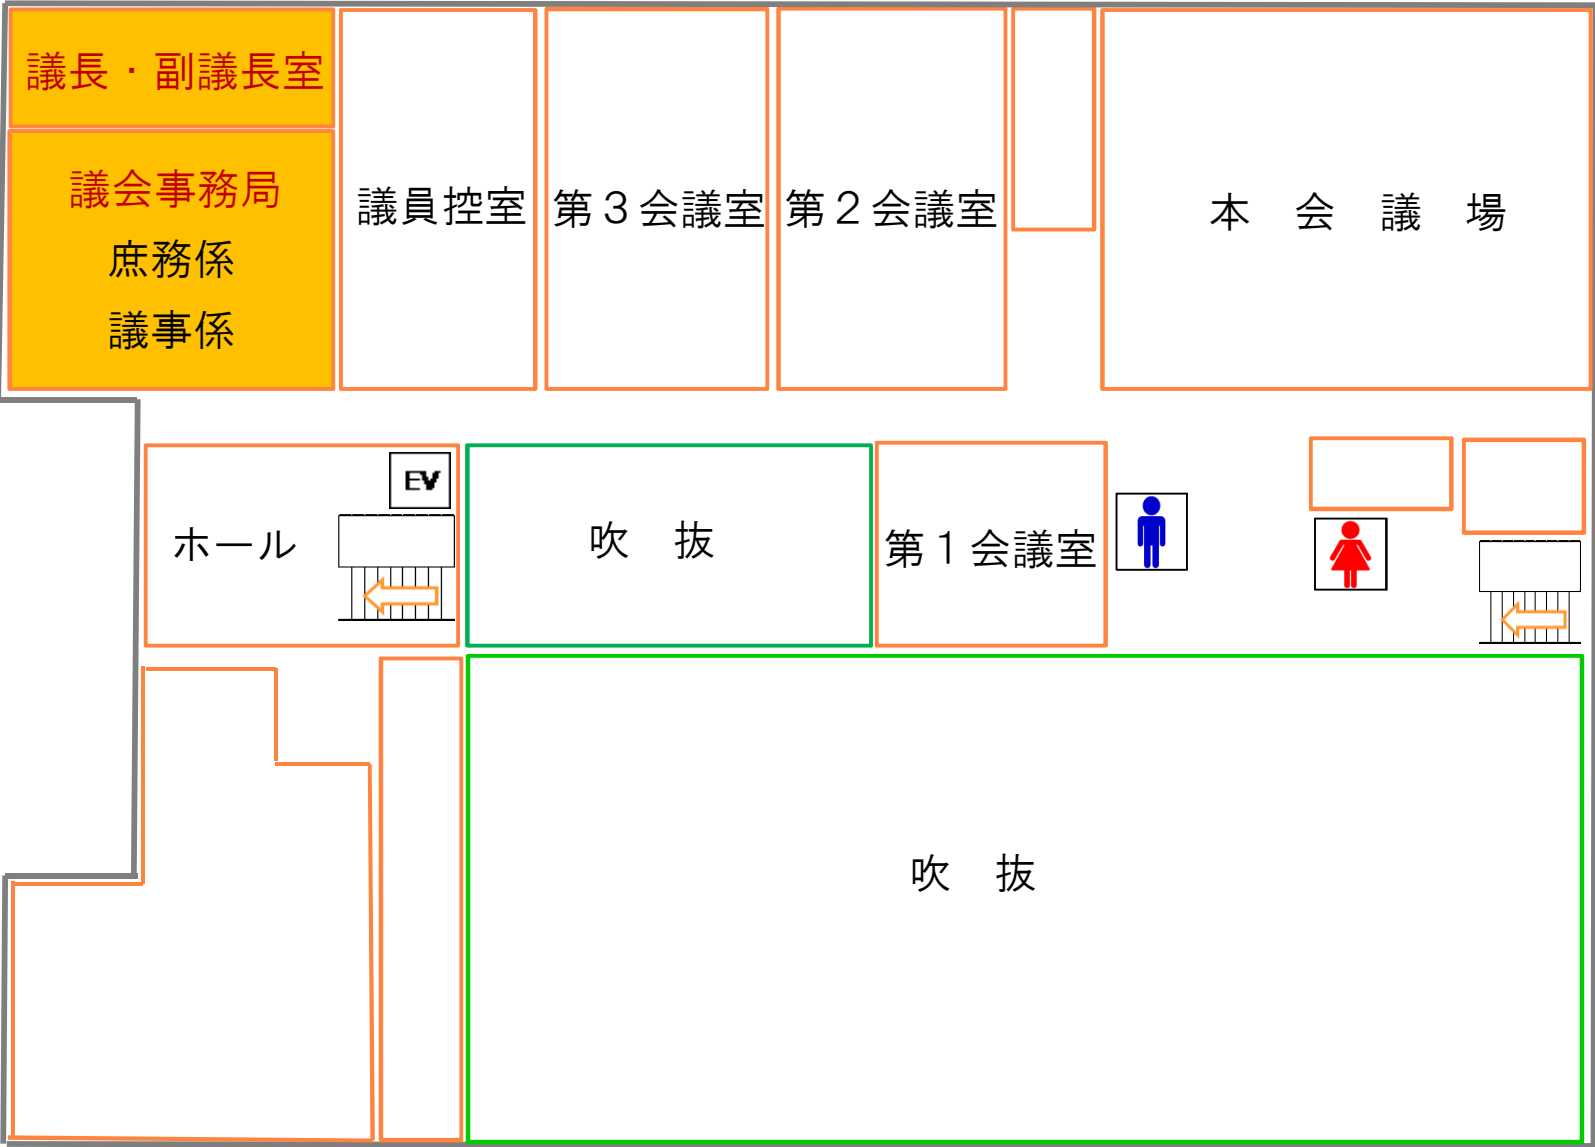 議長・副議長室
議会事務局
庶務係
議事係
議員控室
第３会議室
第２会議室
本　会　議　場
ホール
EV
吹　抜
第１会議室
吹　抜